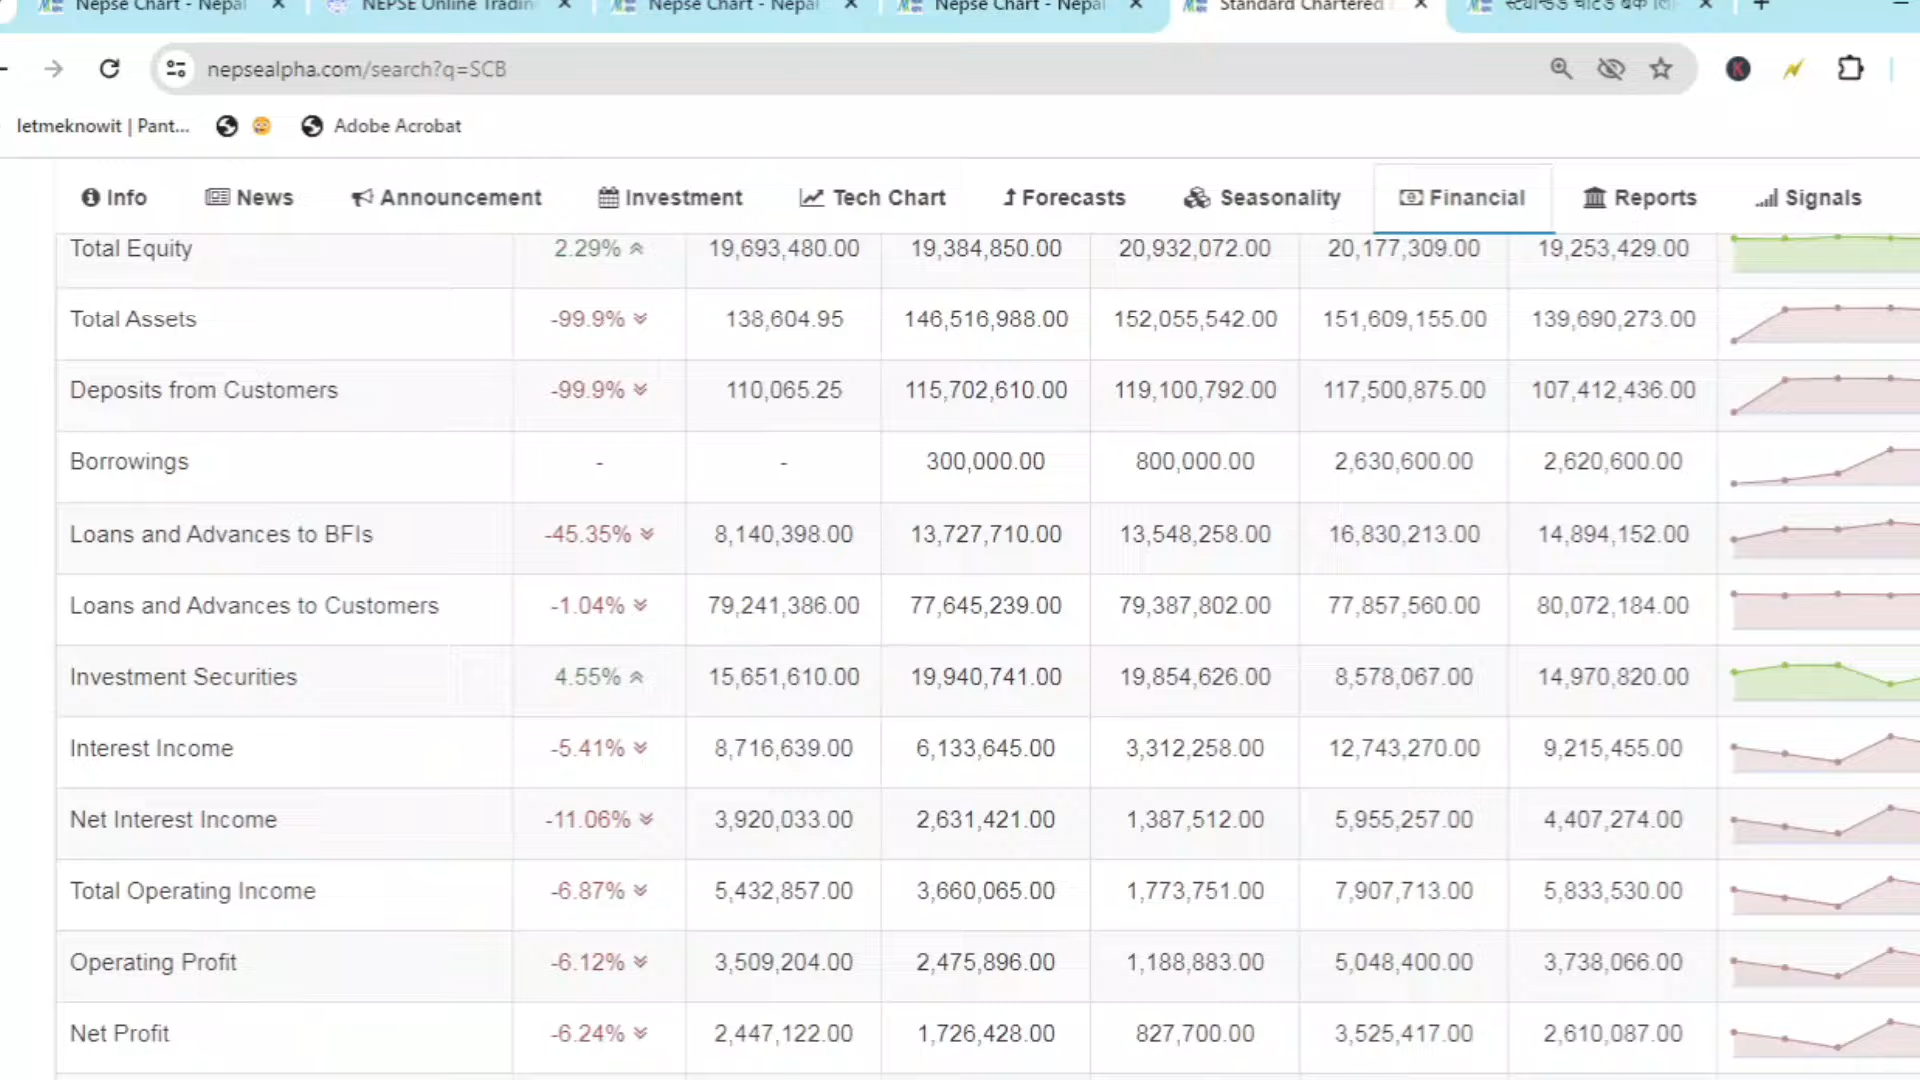 Nepse Chart - Nepal
NEPSE Online Tradin
Nepse Chart - Nepal
Nepse Chart - Nepal
Standard Chartered
nepsealpha.com/search?q=SCB
K
letmeknowit | Pant...
Adobe Acrobat
Info News Announcement Investment Tech Chart Forecasts Seasonality Financial Reports Signals
Total Equity 2.29% 19,693,480.00 19,384,850.00 20,932,072.00 20,177,309.00 19,253,429.00
Total Assets -99.9% 138,604.95 146,516,988.00 152,055,542.00 151,609,155.00 139,690,273.00
Deposits from Customers -99.9% 110,065.25 115,702,610.00 119,100,792.00 117,500,875.00 107,412,436.00
Borrowings - - 300,000.00 800,000.00 2,630,600.00 2,620,600.00
Loans and Advances to BFIs -45.35% 8,140,398.00 13,727,710.00 13,548,258.00 16,830,213.00 14,894,152.00
Loans and Advances to Customers -1.04% 79,241,386.00 77,645,239.00 79,387,802.00 77,857,560.00 80,072,184.00
Investment Securities 4.55% 15,651,610.00 19,940,741.00 19,854,626.00 8,578,067.00 14,970,820.00
Interest Income -5.41% 8,716,639.00 6,133,645.00 3,312,258.00 12,743,270.00 9,215,455.00
Net Interest Income -11.06% 3,920,033.00 2,631,421.00 1,387,512.00 5,955,257.00 4,407,274.00
Total Operating Income -6.87% 5,432,857.00 3,660,065.00 1,773,751.00 7,907,713.00 5,833,530.00
Operating Profit -6.12% 3,509,204.00 2,475,896.00 1,188,883.00 5,048,400.00 3,738,066.00
Net Profit -6.24% 2,447,122.00 1,726,428.00 827,700.00 3,525,417.00 2,610,087.00